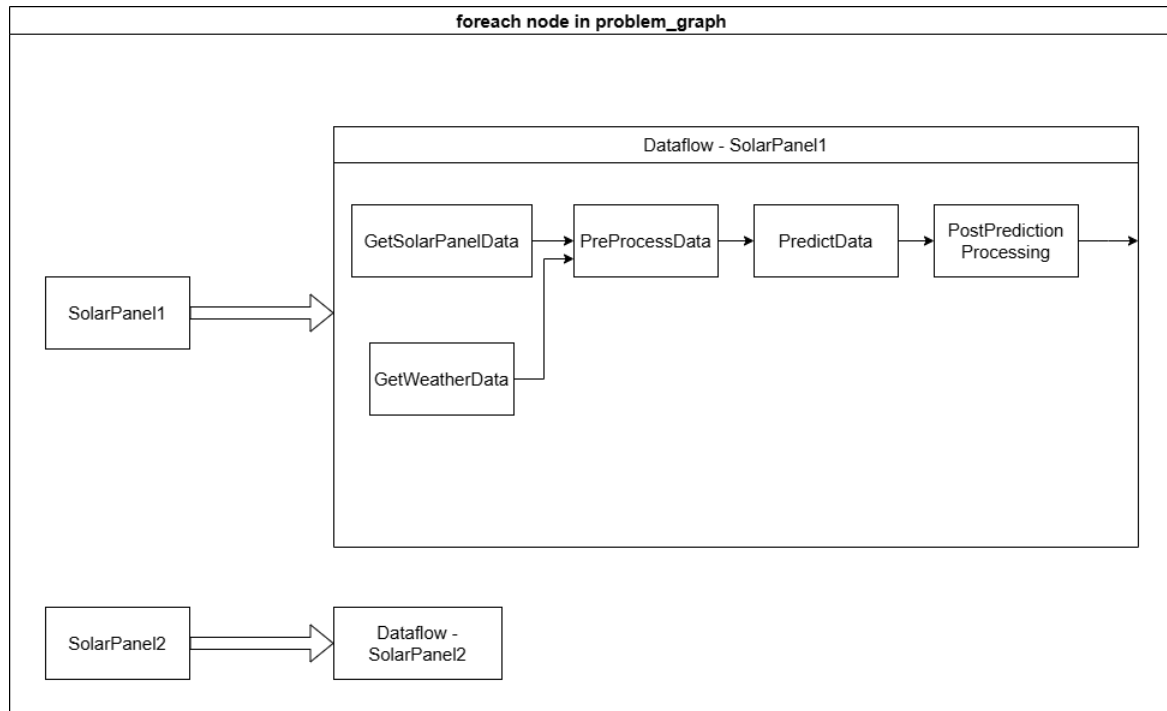 foreach node in problem_graph
Dataflow - SolarPanel1
GetSolarPanelData
PreProcessData
PredictData
PostPrediction
Processing
SolarPanel1
GetWeatherData
SolarPanel2
Dataflow -
SolarPanel2